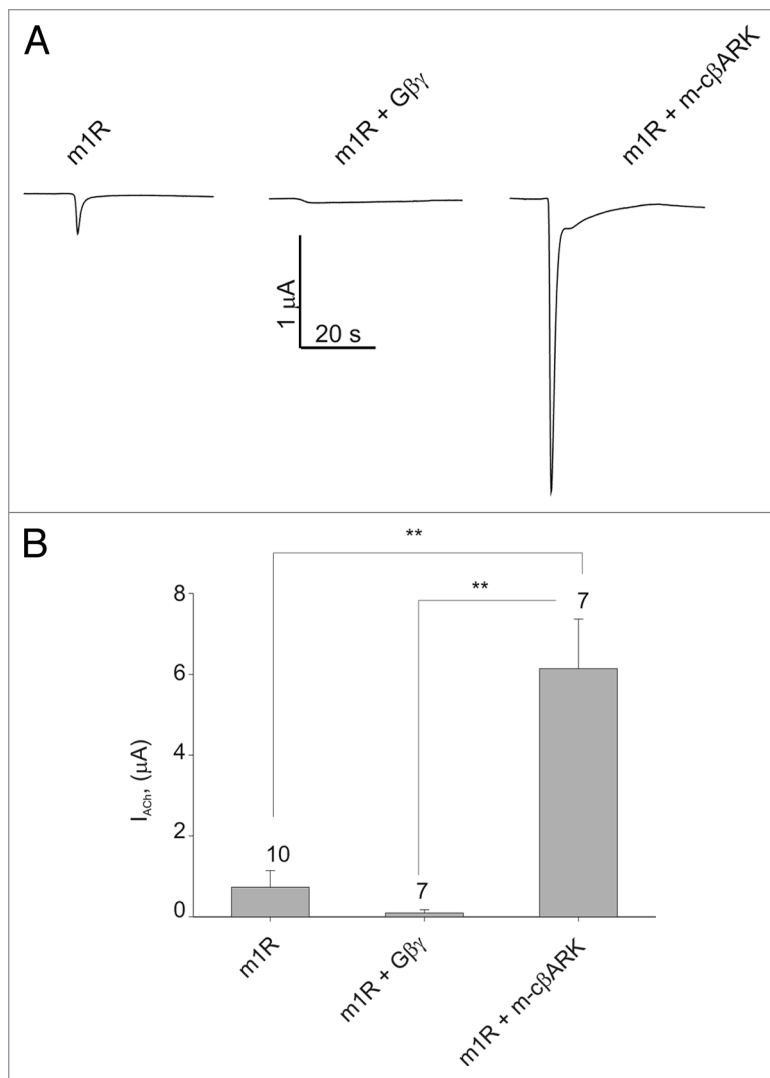 A
m1R
m1R + Gβγ
m1R + m-cβARK
1 µA
20 s
B
**
**
8
7
6
4
2
10
7
0
I_ACh, (µA)
m1R
m1R + Gβγ
m1R + m-cβARK